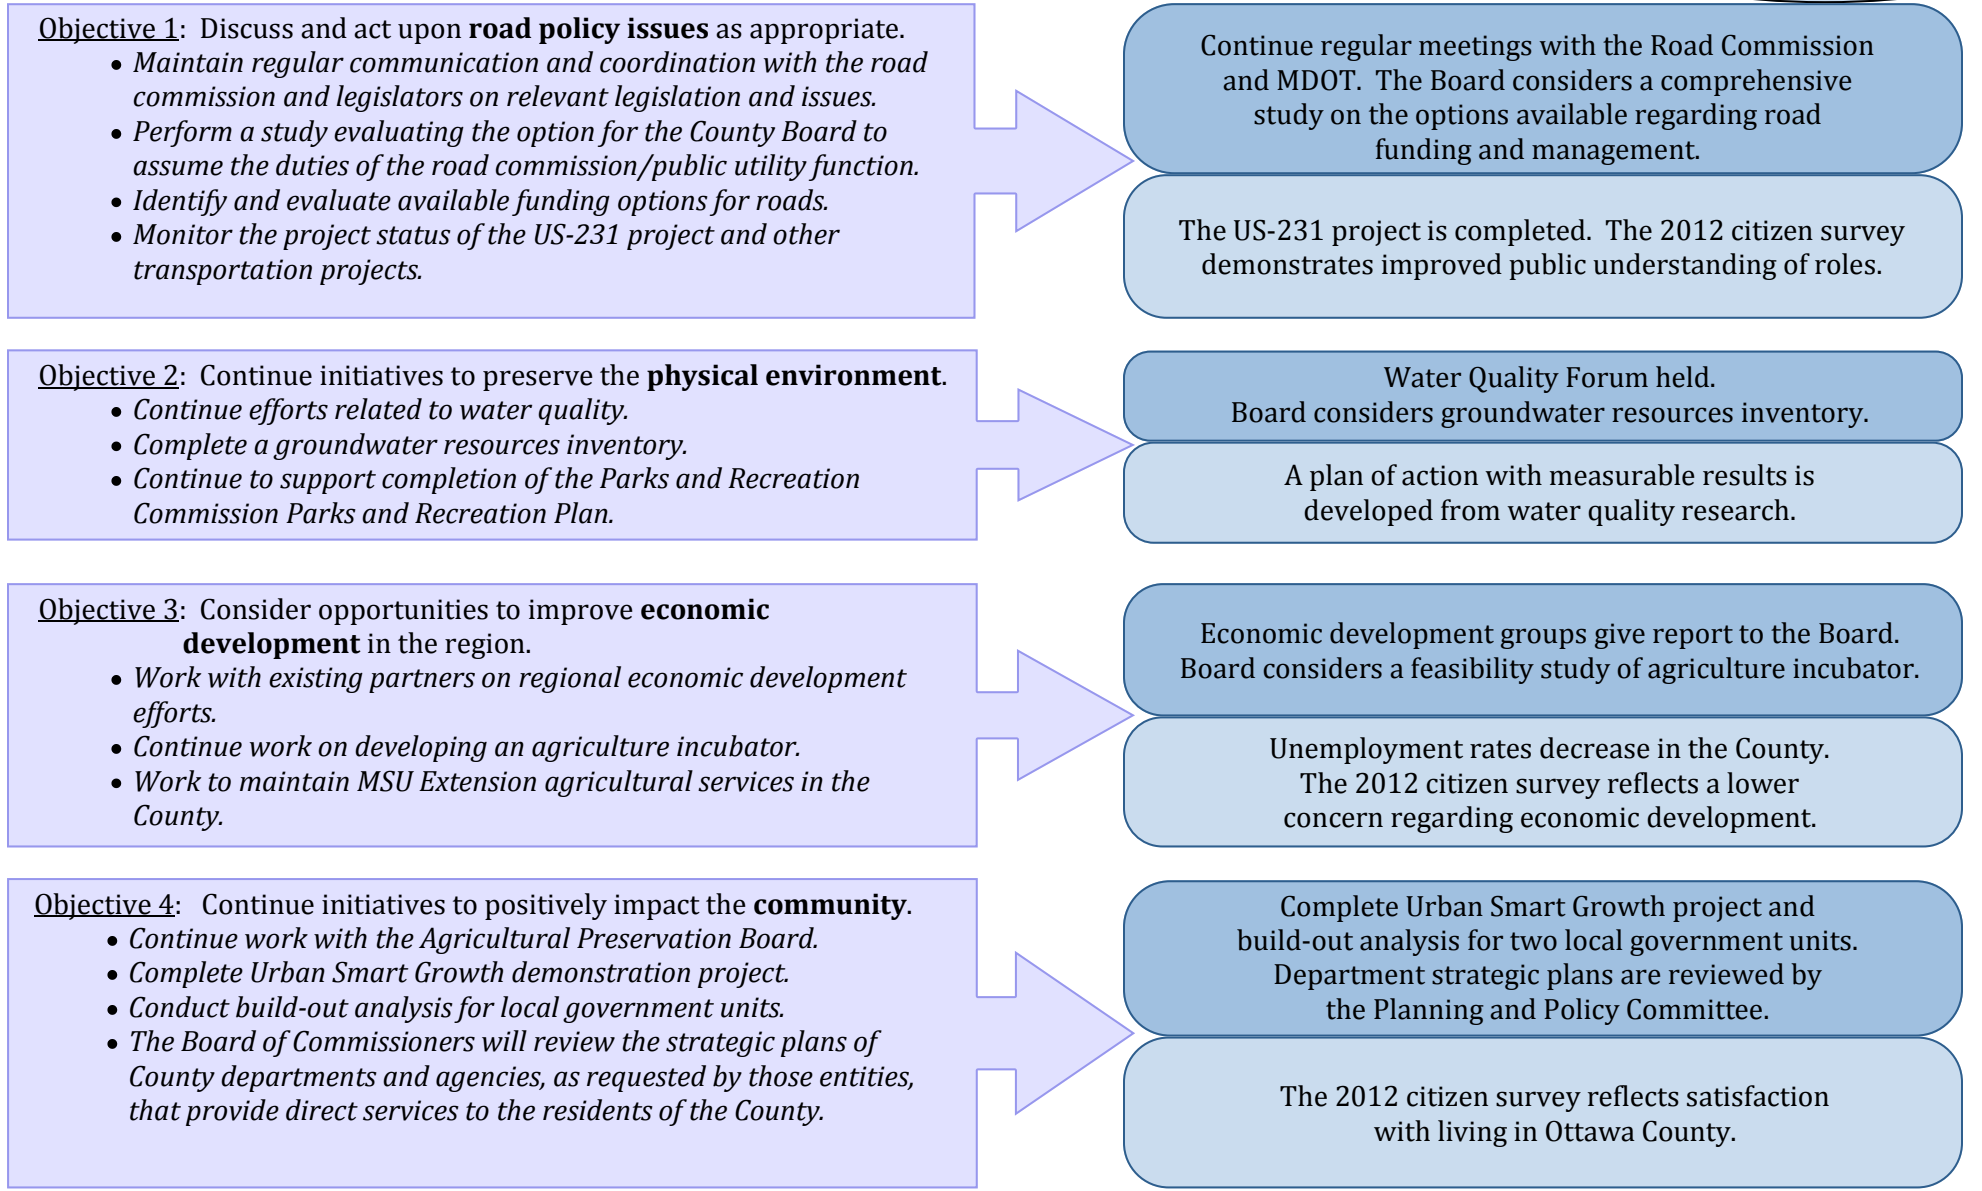 Objective 1:  Discuss and act upon road policy issues as appropriate.
• Maintain regular communication and coordination with the road
commission and legislators on relevant legislation and issues.
• Perform a study evaluating the option for the County Board to
assume the duties of the road commission/public utility function.
• Identify and evaluate available funding options for roads.
• Monitor the project status of the US-231 project and other
transportation projects.
Continue regular meetings with the Road Commission
and MDOT.  The Board considers a comprehensive
study on the options available regarding road
funding and management.
The US-231 project is completed.  The 2012 citizen survey
demonstrates improved public understanding of roles.
Objective 2:  Continue initiatives to preserve the physical environment.
• Continue efforts related to water quality.
• Complete a groundwater resources inventory.
• Continue to support completion of the Parks and Recreation
Commission Parks and Recreation Plan.
Water Quality Forum held.
Board considers groundwater resources inventory.
A plan of action with measurable results is
developed from water quality research.
Objective 3:  Consider opportunities to improve economic
development in the region.
• Work with existing partners on regional economic development
efforts.
• Continue work on developing an agriculture incubator.
• Work to maintain MSU Extension agricultural services in the
County.
Economic development groups give report to the Board.
Board considers a feasibility study of agriculture incubator.
Unemployment rates decrease in the County.
The 2012 citizen survey reflects a lower
concern regarding economic development.
Objective 4:   Continue initiatives to positively impact the community.
• Continue work with the Agricultural Preservation Board.
• Complete Urban Smart Growth demonstration project.
• Conduct build-out analysis for local government units.
• The Board of Commissioners will review the strategic plans of
County departments and agencies, as requested by those entities,
that provide direct services to the residents of the County.
Complete Urban Smart Growth project and
build-out analysis for two local government units.
Department strategic plans are reviewed by
the Planning and Policy Committee.
The 2012 citizen survey reflects satisfaction
with living in Ottawa County.